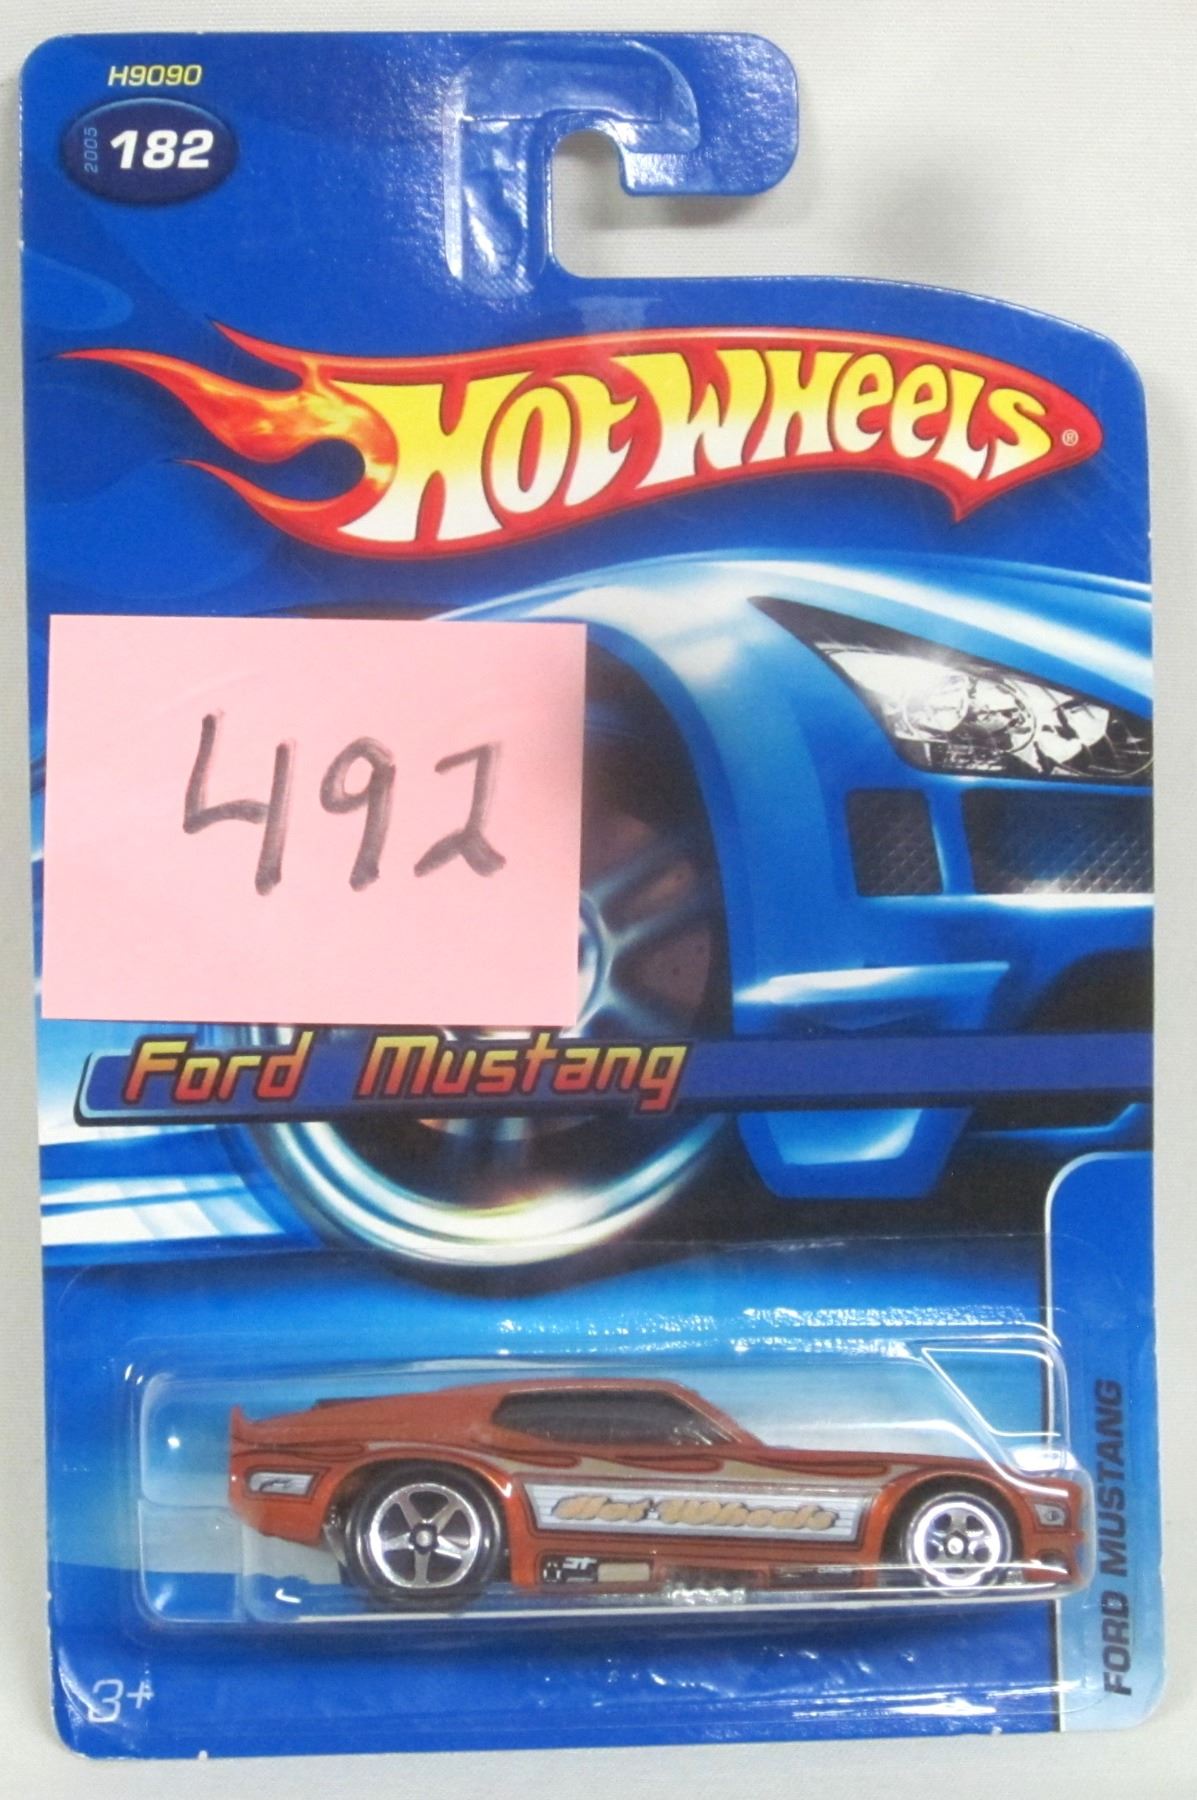 H9090
2005 182
HOT WHEELS®
492
Ford Mustang
FORD MUSTANG
Hot Wheels
3+